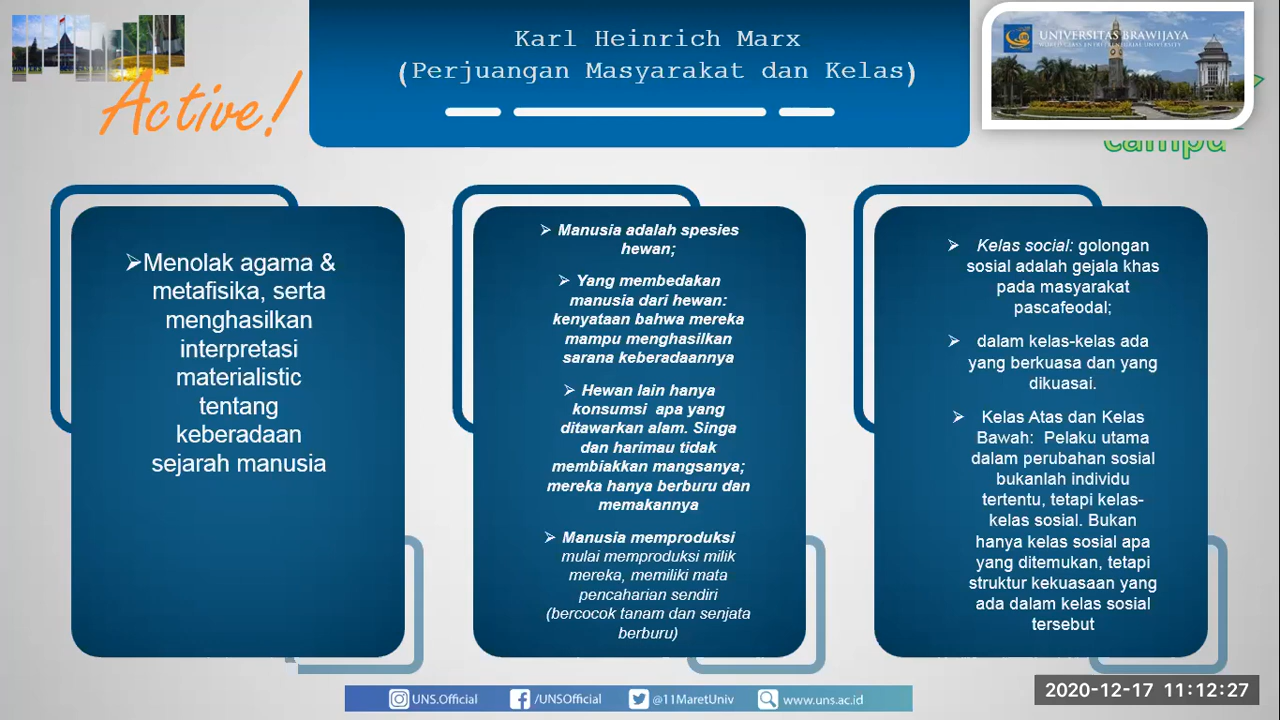 Karl Heinrich Marx
(Perjuangan Masyarakat dan Kelas)
Active!
UNIVERSITAS BRAWIJAYA
campu
➢Menolak agama &
metafisika, serta
menghasilkan
interpretasi
materialistic
tentang
keberadaan
sejarah manusia
➢ Manusia adalah spesies
hewan;
➢ Yang membedakan
manusia dari hewan:
kenyataan bahwa mereka
mampu menghasilkan
sarana keberadaannya
➢ Hewan lain hanya
konsumsi apa yang
ditawarkan alam. Singa
dan harimau tidak
membiakkan mangsanya;
mereka hanya berburu dan
memakannya
➢ Manusia memproduksi
mulai memproduksi milik
mereka, memiliki mata
pencaharian sendiri
(bercocok tanam dan senjata
berburu)
➢ Kelas social: golongan
sosial adalah gejala khas
pada masyarakat
pascafeodal;
➢ dalam kelas-kelas ada
yang berkuasa dan yang
dikuasai.
➢ Kelas Atas dan Kelas
Bawah: Pelaku utama
dalam perubahan sosial
bukanlah individu
tertentu, tetapi kelas-
kelas sosial. Bukan
hanya kelas sosial apa
yang ditemukan, tetapi
struktur kekuasaan yang
ada dalam kelas sosial
tersebut
UNS.Official
/UNSOfficial
@11MaretUniv
www.uns.ac.id
2020-12-17 11:12:27